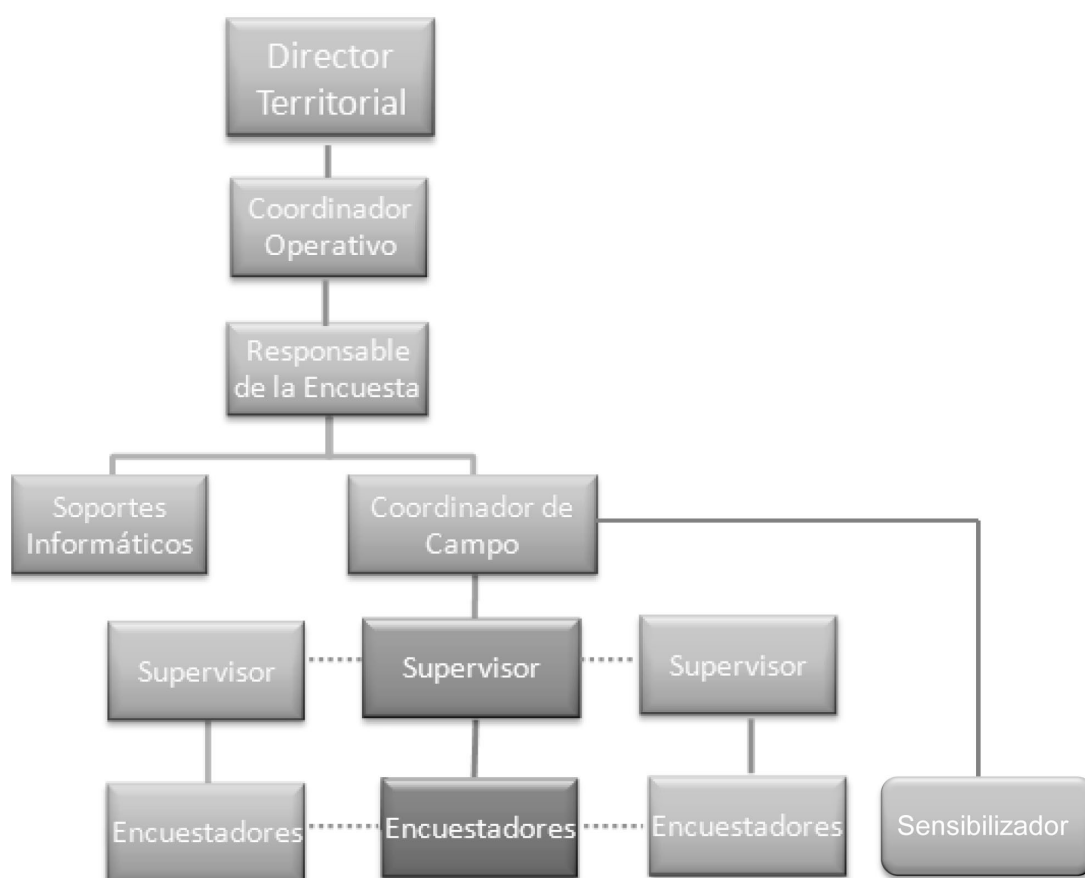 Director
Territorial
Coordinador
Operativo
Responsable
de la Encuesta
Soportes
Informáticos
Coordinador de
Campo
Supervisor
Supervisor
Supervisor
Encuestadores
Encuestadores
Encuestadores
Sensibilizador